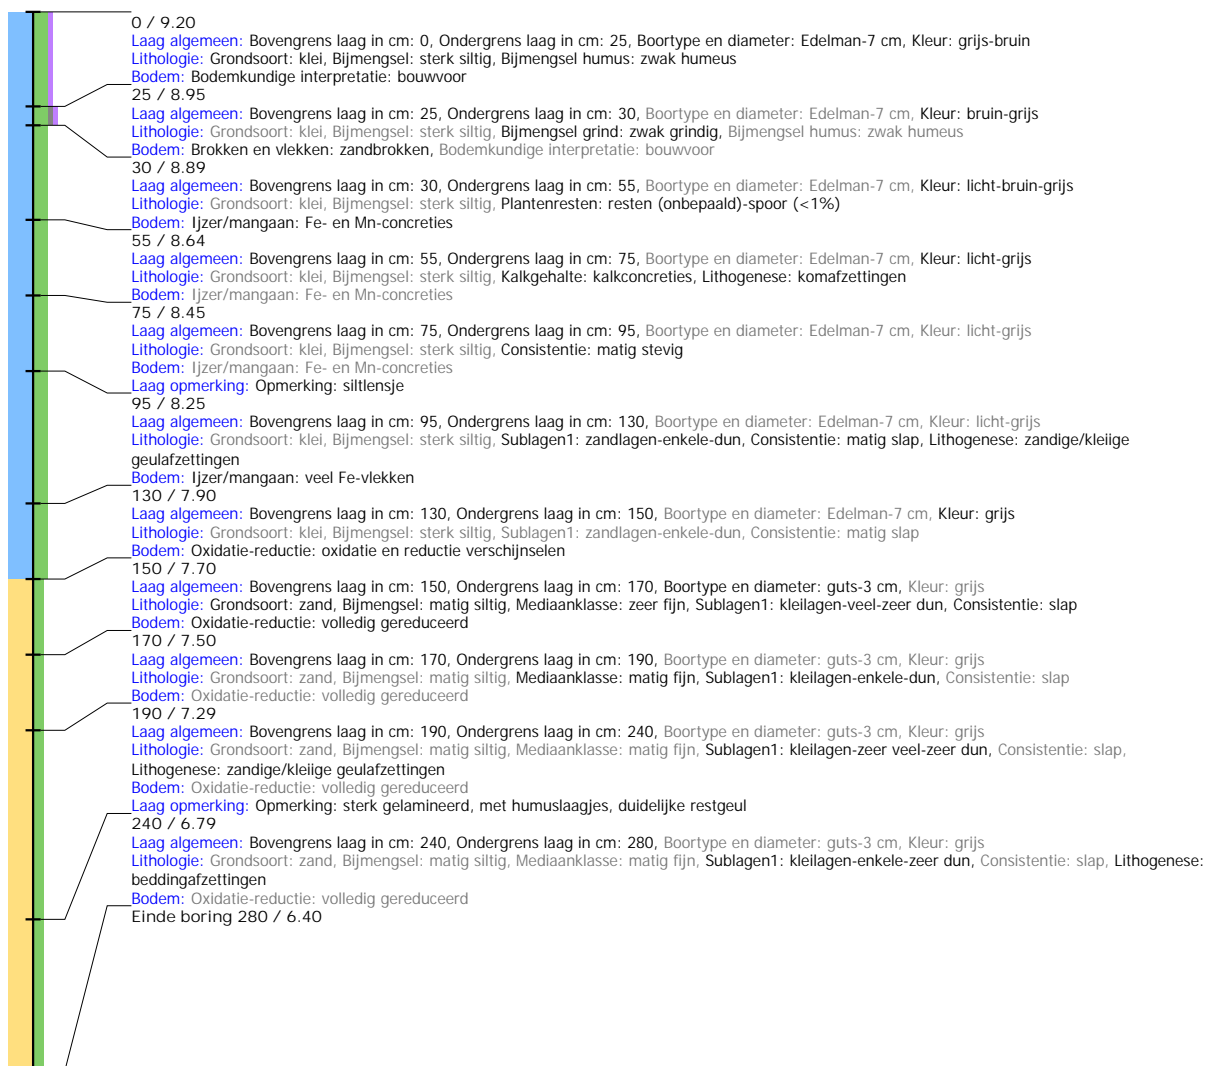 0 / 9.20
Laag algemeen: Bovengrens laag in cm: 0, Ondergrens laag in cm: 25, Boortype en diameter: Edelman-7 cm, Kleur: grijs-bruin
Lithologie: Grondsoort: klei, Bijmengsel: sterk siltig, Bijmengsel humus: zwak humeus
Bodem: Bodemkundige interpretatie: bouwvoor
25 / 8.95
Laag algemeen: Bovengrens laag in cm: 25, Ondergrens laag in cm: 30, Boortype en diameter: Edelman-7 cm, Kleur: bruin-grijs
Lithologie: Grondsoort: klei, Bijmengsel: sterk siltig, Bijmengsel grind: zwak grindig, Bijmengsel humus: zwak humeus
Bodem: Brokken en vlekken: zandbrokken, Bodemkundige interpretatie: bouwvoor
30 / 8.89
Laag algemeen: Bovengrens laag in cm: 30, Ondergrens laag in cm: 55, Boortype en diameter: Edelman-7 cm, Kleur: licht-bruin-grijs
Lithologie: Grondsoort: klei, Bijmengsel: sterk siltig, Plantenresten: resten (onbepaald)-spoor (<1%)
Bodem: Ijzer/mangaan: Fe- en Mn-concreties
55 / 8.64
Laag algemeen: Bovengrens laag in cm: 55, Ondergrens laag in cm: 75, Boortype en diameter: Edelman-7 cm, Kleur: licht-grijs
Lithologie: Grondsoort: klei, Bijmengsel: sterk siltig, Kalkgehalte: kalkconcreties, Lithogenese: komafzettingen
Bodem: Ijzer/mangaan: Fe- en Mn-concreties
75 / 8.45
Laag algemeen: Bovengrens laag in cm: 75, Ondergrens laag in cm: 95, Boortype en diameter: Edelman-7 cm, Kleur: licht-grijs
Lithologie: Grondsoort: klei, Bijmengsel: sterk siltig, Consistentie: matig stevig
Bodem: Ijzer/mangaan: Fe- en Mn-concreties
Laag opmerking: Opmerking: siltlensje
95 / 8.25
Laag algemeen: Bovengrens laag in cm: 95, Ondergrens laag in cm: 130, Boortype en diameter: Edelman-7 cm, Kleur: licht-grijs
Lithologie: Grondsoort: klei, Bijmengsel: sterk siltig, Sublagen1: zandlagen-enkele-dun, Consistentie: matig slap, Lithogenese: zandige/kleiige
geulafzettingen
Bodem: Ijzer/mangaan: veel Fe-vlekken
130 / 7.90
Laag algemeen: Bovengrens laag in cm: 130, Ondergrens laag in cm: 150, Boortype en diameter: Edelman-7 cm, Kleur: grijs
Lithologie: Grondsoort: klei, Bijmengsel: sterk siltig, Sublagen1: zandlagen-enkele-dun, Consistentie: matig slap
Bodem: Oxidatie-reductie: oxidatie en reductie verschijnselen
150 / 7.70
Laag algemeen: Bovengrens laag in cm: 150, Ondergrens laag in cm: 170, Boortype en diameter: guts-3 cm, Kleur: grijs
Lithologie: Grondsoort: zand, Bijmengsel: matig siltig, Mediaanklasse: zeer fijn, Sublagen1: kleilagen-veel-zeer dun, Consistentie: slap
Bodem: Oxidatie-reductie: volledig gereduceerd
170 / 7.50
Laag algemeen: Bovengrens laag in cm: 170, Ondergrens laag in cm: 190, Boortype en diameter: guts-3 cm, Kleur: grijs
Lithologie: Grondsoort: zand, Bijmengsel: matig siltig, Mediaanklasse: matig fijn, Sublagen1: kleilagen-enkele-dun, Consistentie: slap
Bodem: Oxidatie-reductie: volledig gereduceerd
190 / 7.29
Laag algemeen: Bovengrens laag in cm: 190, Ondergrens laag in cm: 240, Boortype en diameter: guts-3 cm, Kleur: grijs
Lithologie: Grondsoort: zand, Bijmengsel: matig siltig, Mediaanklasse: matig fijn, Sublagen1: kleilagen-zeer veel-zeer dun, Consistentie: slap,
Lithogenese: zandige/kleiige geulafzettingen
Bodem: Oxidatie-reductie: volledig gereduceerd
Laag opmerking: Opmerking: sterk gelamineerd, met humuslaagjes, duidelijke restgeul
240 / 6.79
Laag algemeen: Bovengrens laag in cm: 240, Ondergrens laag in cm: 280, Boortype en diameter: guts-3 cm, Kleur: grijs
Lithologie: Grondsoort: zand, Bijmengsel: matig siltig, Mediaanklasse: matig fijn, Sublagen1: kleilagen-enkele-zeer dun, Consistentie: slap, Lithogenese:
beddingafzettingen
Bodem: Oxidatie-reductie: volledig gereduceerd
Einde boring 280 / 6.40